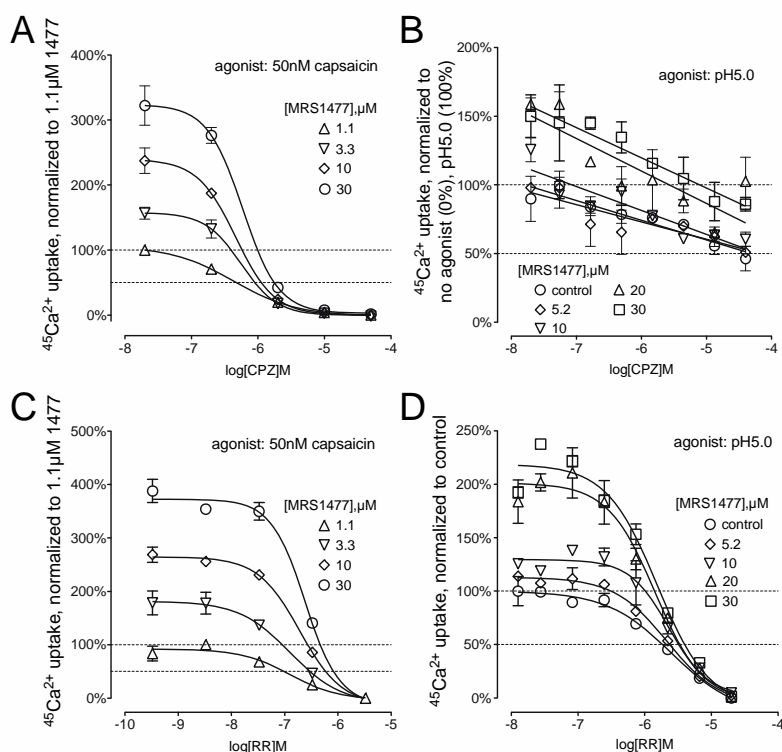 A
⁴⁵Ca²⁺ uptake, normalized to 1.1µM 1477
400%
300%
200%
100%
0%
agonist: 50nM capsaicin
[MRS1477],µM
1.1
3.3
10
30
-8 -7 -6 -5 -4
log[CPZ]M
B
⁴⁵Ca²⁺ uptake, normalized to
no agonist (0%), pH5.0 (100%)
200%
150%
100%
50%
0%
agonist: pH5.0
[MRS1477],µM
control
5.2
10
20
30
-8 -7 -6 -5 -4
log[CPZ]M
C
⁴⁵Ca²⁺ uptake, normalized to 1.1µM 1477
500%
400%
300%
200%
100%
0%
agonist: 50nM capsaicin
[MRS1477],µM
1.1
3.3
10
30
-10 -9 -8 -7 -6 -5
log[RR]M
D
⁴⁵Ca²⁺ uptake, normalized to control
250%
200%
150%
100%
50%
0%
agonist: pH5.0
[MRS1477],µM
control
5.2
10
20
30
-8 -7 -6 -5 -4
log[RR]M